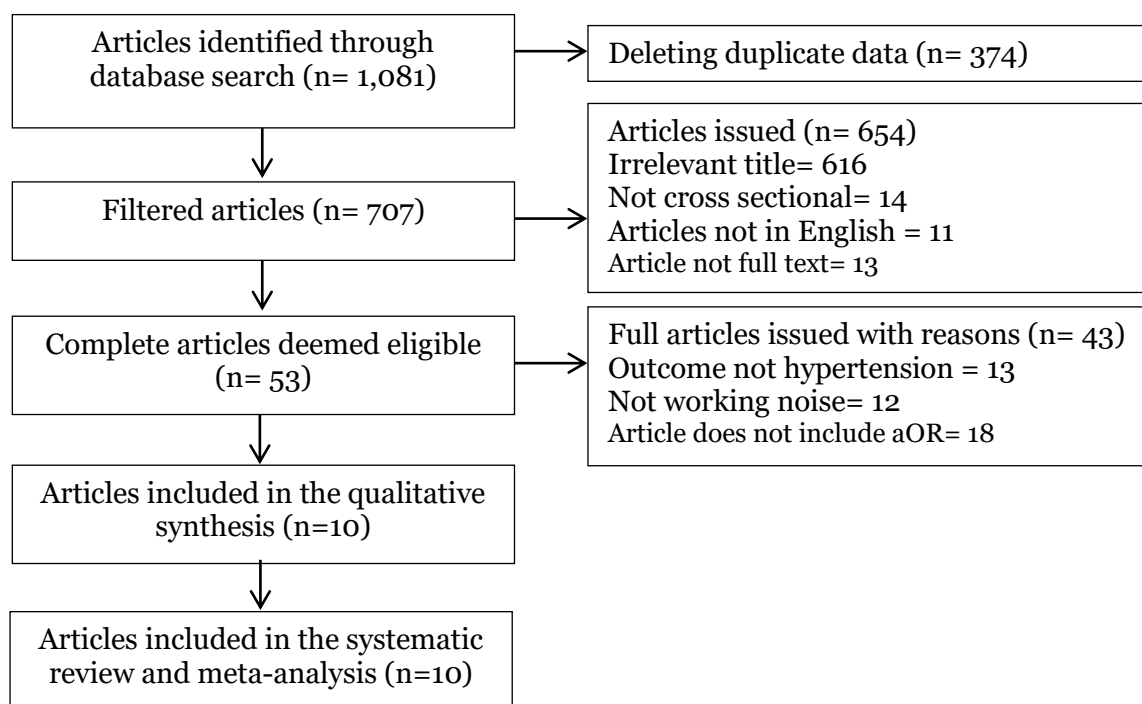 Articles identified through
database search (n= 1,081)
Deleting duplicate data (n= 374)
Filtered articles (n= 707)
Articles issued (n= 654)
Irrelevant title= 616
Not cross sectional= 14
Articles not in English = 11
Article not full text= 13
Complete articles deemed eligible
(n= 53)
Full articles issued with reasons (n= 43)
Outcome not hypertension = 13
Not working noise= 12
Article does not include aOR= 18
Articles included in the qualitative
synthesis (n=10)
Articles included in the systematic
review and meta-analysis (n=10)